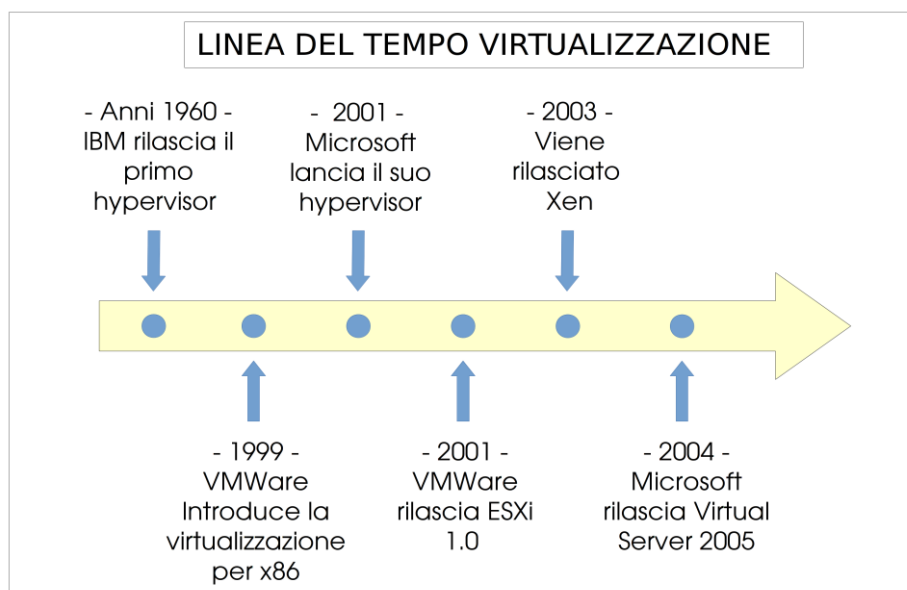 LINEA DEL TEMPO VIRTUALIZZAZIONE
- Anni 1960 -
IBM rilascia il
primo
hypervisor
- 2001 -
Microsoft
lancia il suo
hypervisor
- 2003 -
Viene
rilasciato
Xen
- 1999 -
VMWare
Introduce la
virtualizzazione
per x86
- 2001 -
VMWare
rilascia ESXi
1.0
- 2004 -
Microsoft
rilascia Virtual
Server 2005